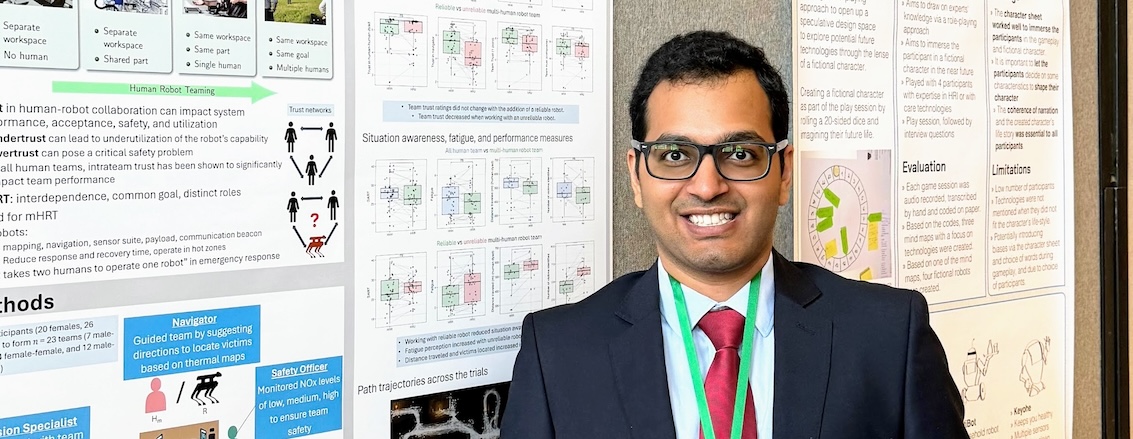 Separate
workspace
No human
Separate
workspace
Shared part
Same workspace
Same part
Single human
Same workspace
Same goal
Multiple humans
Human Robot Teaming
t in human-robot collaboration can impact system
ormance, acceptance, safety, and utilization
ndertrust can lead to underutilization of the robot's capability
vertrust can pose a critical safety problem
all human teams, intrateam trust has been shown to significantly
mpact team performance
RT: interdependence, common goal, distinct roles
d for mHRT
obots:
mapping, navigation, sensor suite, payload, communication beacon
Reduce response and recovery time, operate in hot zones
takes two humans to operate one robot" in emergency response
Trust networks
?
thods
rticipants (20 females, 26
to form n = 23 teams (7 male-
female-female, and 12 male-
Navigator
Guided team by suggesting
directions to locate victims
based on thermal maps
Hm
R
Safety Officer
Monitored NOx levels
of low, medium, high
to ensure team
safety
sion Specialist
with team
Reliable vs unreliable multi-human robot team
Team trust ratings did not change with the addition of a reliable robot.
Team trust decreased when working with an unreliable robot.
Situation awareness, fatigue, and performance measures
All human team vs multi-human robot team
Reliable vs unreliable multi-human robot team
Working with reliable robot reduced situation awa
Fatigue perception increased with unreliable robot
Distance traveled and victims located increased
Path trajectories across the trials
approach to open up a
speculative design space
to explore potential future
technologies through the lense
of a fictional character.
Creating a fictional character
as part of the play session by
rolling a 20-sided dice and
imagining their future life.
» Aims to draw on experts'
knowledge via a role-playing
approach
» Aims to immerse the
participant in a fictional
character in the near future
» Played with 4 participants
with expertise in HRI or with
care technologies
» Play session, followed by
interview questions
Evaluation
» Each game session was
audio recorded, transcribed
by hand and coded on paper.
» Based on the codes, three
mind maps with a focus on
technologies were created.
» Based on one of the mind
maps, four fictional robots
were created.
» The character sheet
worked well to immerse the
participants in the gameplay
and fictional character
» It is important to let the
participants decide on some
characteristics to shape their
character
» The coherence of narration
and the created character's
life story was essential to all
participants
Limitations
» Low number of participants
» Technologies were not
mentioned when they did not
fit the character's life-style.
» Potentially introducing
biases via the character sheet
and choice of words during
gameplay, and due to choice
of participants.
Bot
household robot
Keyohe
» Keeps you healthy
» Multiple sensors